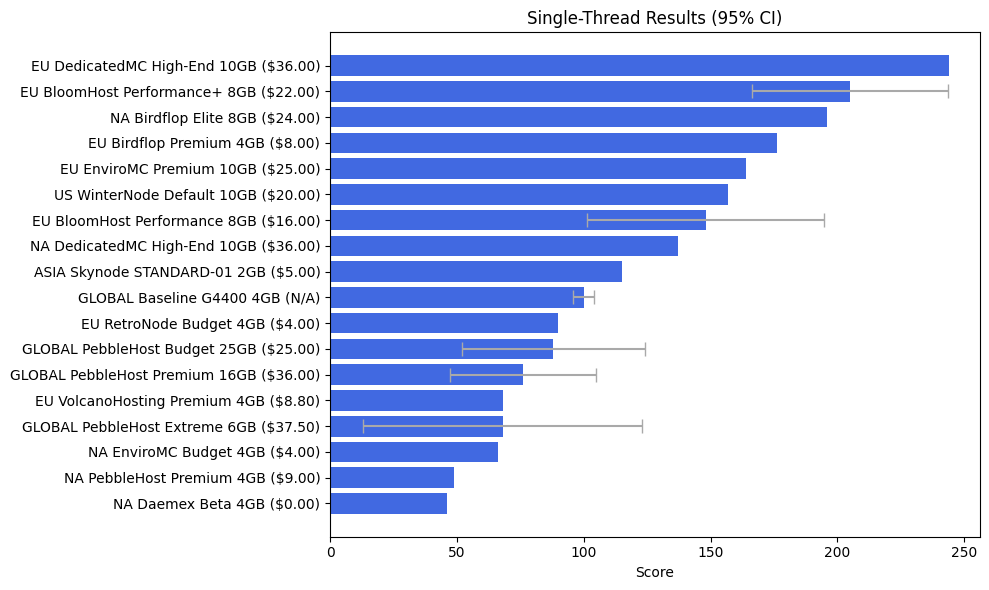 Single-Thread Results (95% CI)
EU DedicatedMC High-End 10GB ($36.00)
EU BloomHost Performance+ 8GB ($22.00)
NA Birdflop Elite 8GB ($24.00)
EU Birdflop Premium 4GB ($8.00)
EU EnviroMC Premium 10GB ($25.00)
US WinterNode Default 10GB ($20.00)
EU BloomHost Performance 8GB ($16.00)
NA DedicatedMC High-End 10GB ($36.00)
ASIA Skynode STANDARD-01 2GB ($5.00)
GLOBAL Baseline G4400 4GB (N/A)
EU RetroNode Budget 4GB ($4.00)
GLOBAL PebbleHost Budget 25GB ($25.00)
GLOBAL PebbleHost Premium 16GB ($36.00)
EU VolcanoHosting Premium 4GB ($8.80)
GLOBAL PebbleHost Extreme 6GB ($37.50)
NA EnviroMC Budget 4GB ($4.00)
NA PebbleHost Premium 4GB ($9.00)
NA Daemex Beta 4GB ($0.00)
0 50 100 150 200 250
Score